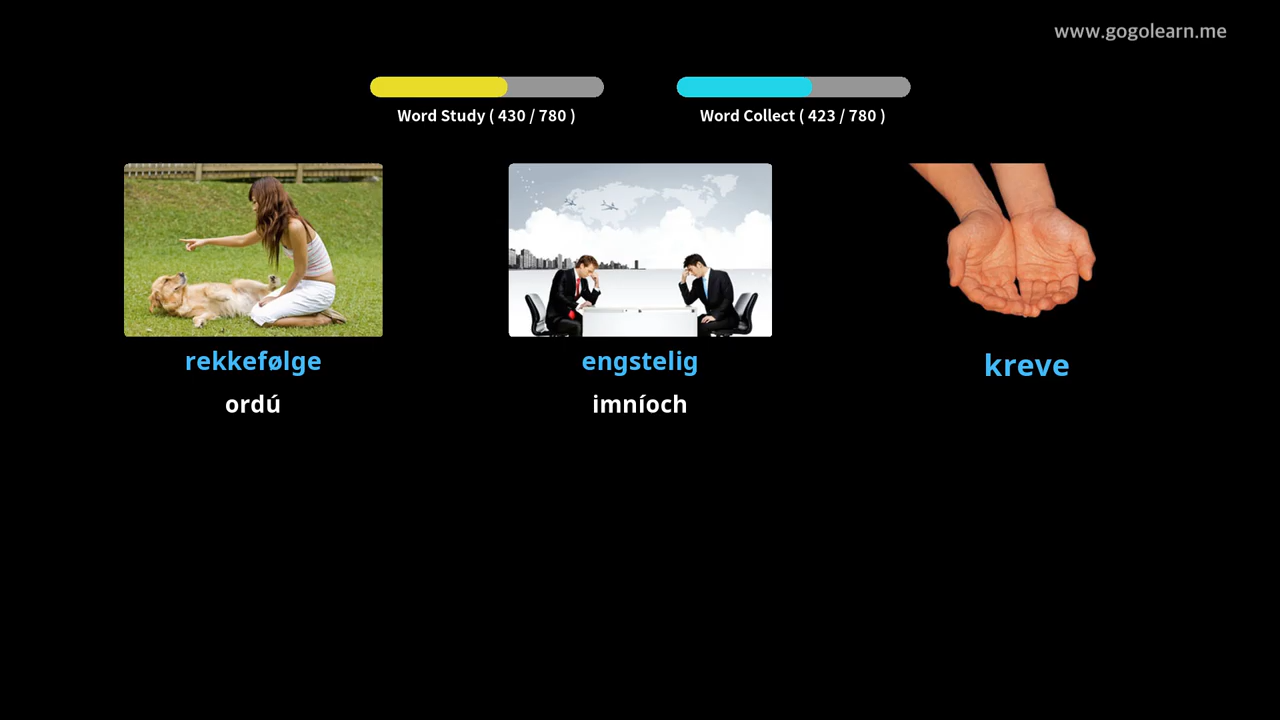 www.gogolearn.me
Word Study ( 430 / 780 )
Word Collect ( 423 / 780 )
rekkefølge
engstelig
kreve
ordú
imníoch